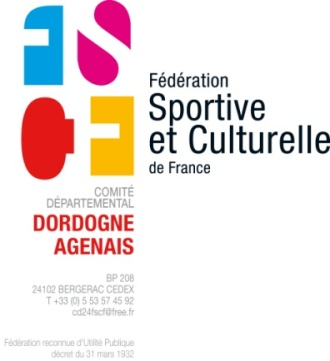 FSCF
Fédération
Sportive
et Culturelle
de France
COMITÉ
DÉPARTEMENTAL
DORDOGNE
AGENAIS
BP 208
24102 BERGERAC CEDEX
T +33 (0) 5 53 57 45 92
cd24fscf@free.fr
Fédération reconnue d'Utilité Publique
décret du 31 mars 1932